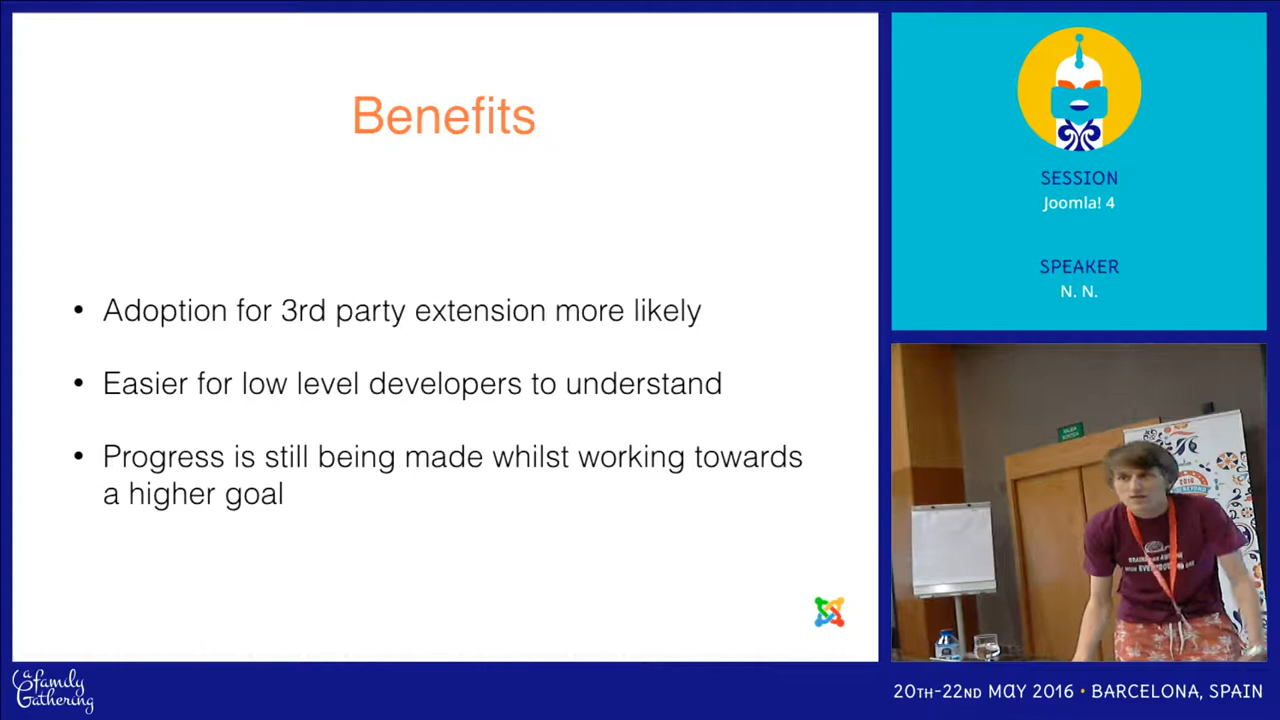 Benefits
• Adoption for 3rd party extension more likely
• Easier for low level developers to understand
• Progress is still being made whilst working towards
a higher goal
SESSION
Joomla! 4
SPEAKER
N. N.
2016
a family
Gathering
20TH-22ND MAY 2016 • BARCELONA, SPAIN